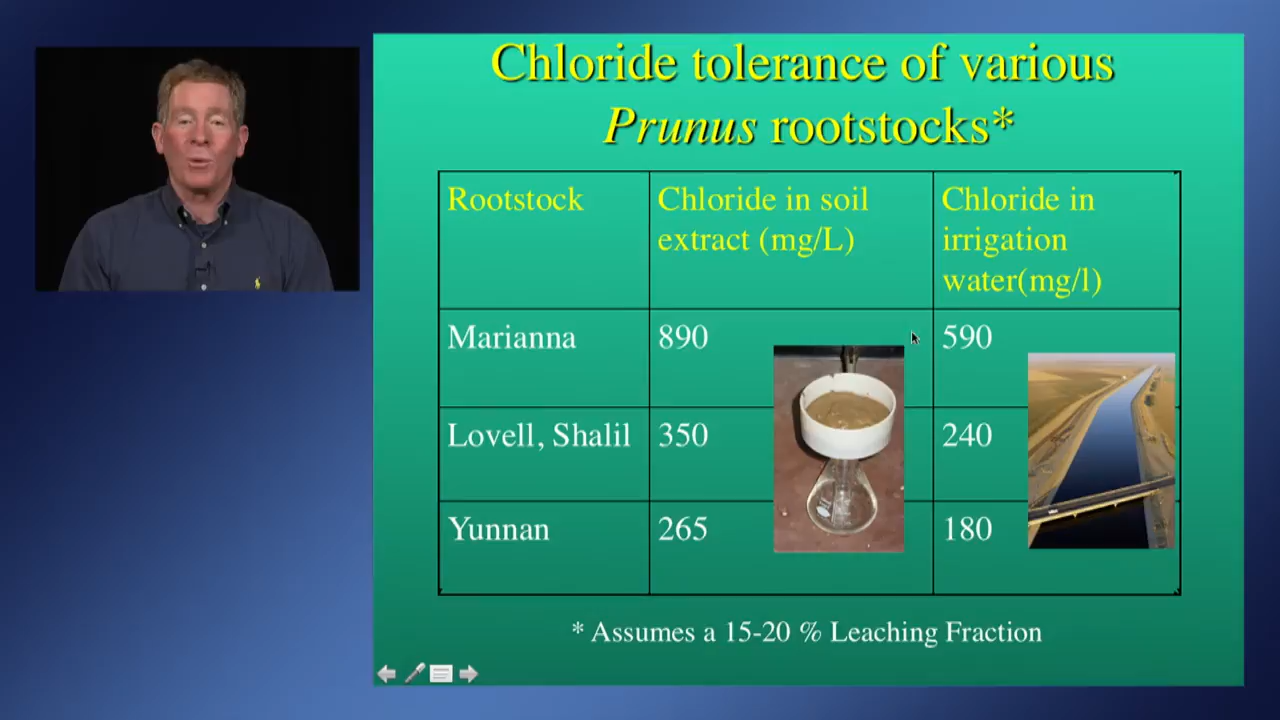 Chloride tolerance of various
Prunus rootstocks*
Rootstock
Chloride in soil
extract (mg/L)
Chloride in
irrigation
water(mg/l)
Marianna
890
590
Lovell, Shalil
350
240
Yunnan
265
180
* Assumes a 15-20 % Leaching Fraction